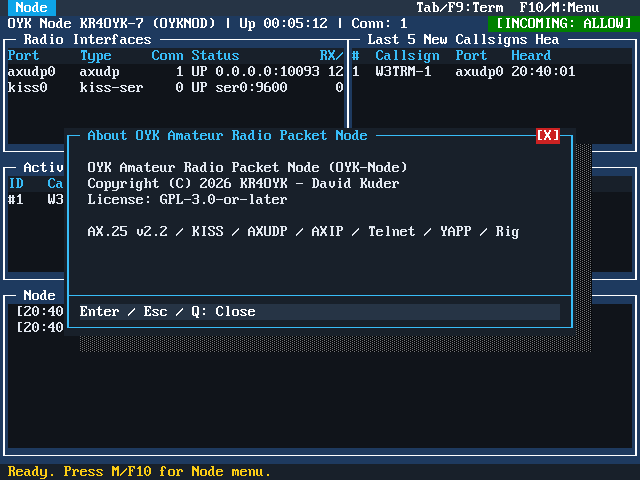 Node Tab/F9:Term F10/M:Menu
OYK Node KR4OYK-7 (OYKNOD) | Up 00:05:12 | Conn: 1 [INCOMING: ALLOW]
Radio Interfaces Last 5 New Callsigns Hea
Port Type Conn Status RX/ # Callsign Port Heard
axudp0 axudp 1 UP 0.0.0.0:10093 12 1 W3TRM-1 axudp0 20:40:01
kiss0 kiss-ser 0 UP ser0:9600 0
About OYK Amateur Radio Packet Node [X]
OYK Amateur Radio Packet Node (OYK-Node)
Activ
Copyright (C) 2026 KR4OYK - David Kuder
ID Ca
License: GPL-3.0-or-later
#1 W3
AX.25 v2.2 / KISS / AXUDP / AXIP / Telnet / YAPP / Rig
Node
Enter / Esc / Q: Close
[20:40
[20:40
Ready. Press M/F10 for Node menu.